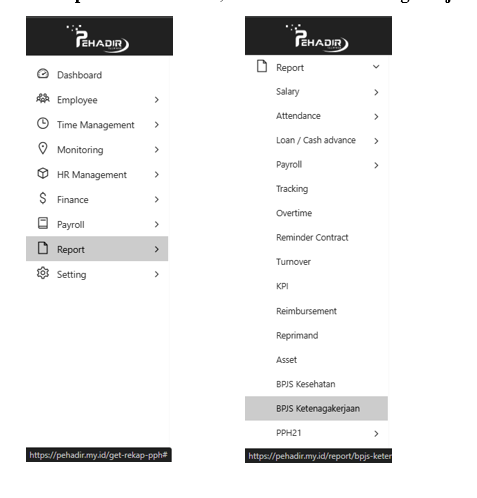 PEHADIR
Dashboard
Employee
Time Management
Monitoring
HR Management
Finance
Payroll
Report
Setting
https://pehadir.my.id/get-rekap-pph#
PEHADIR
Report
Salary
Attendance
Loan / Cash advance
Payroll
Tracking
Overtime
Reminder Contract
Turnover
KPI
Reimbursement
Reprimand
Asset
BPJS Kesehatan
BPJS Ketenagakerjaan
PPH21
https://pehadir.my.id/report/bpjs-keter